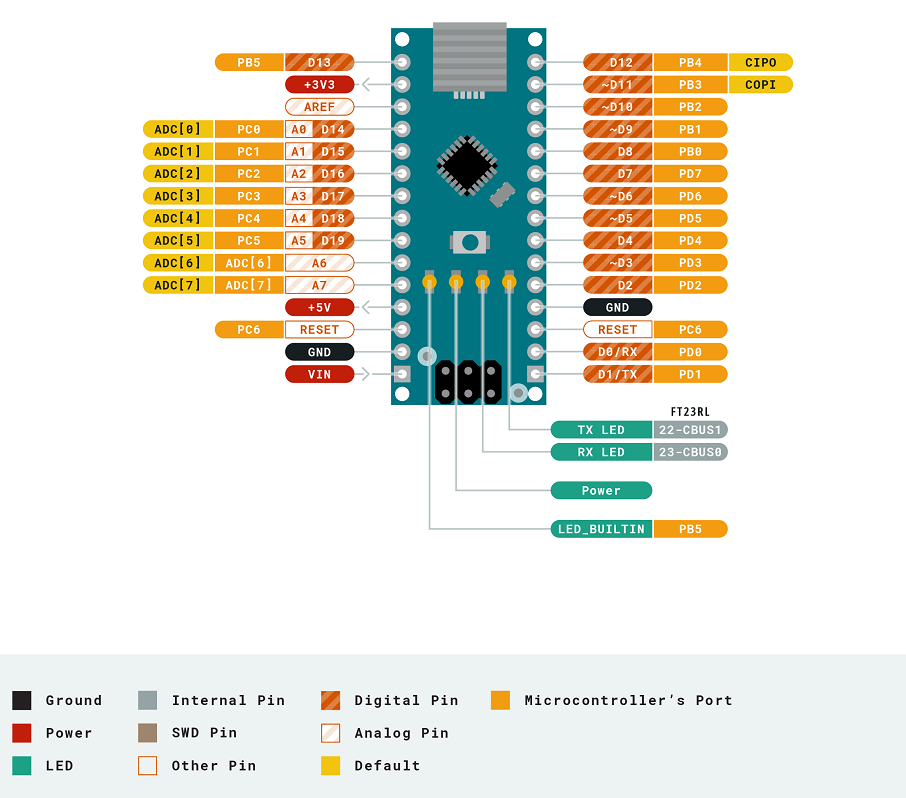 PB5 D13 D12 PB4 CIPO
+3V3 ~D11 PB3 COPI
AREF ~D10 PB2
ADC[0] PC0 A0 D14 ~D9 PB1
ADC[1] PC1 A1 D15 D8 PB0
ADC[2] PC2 A2 D16 D7 PD7
ADC[3] PC3 A3 D17 ~D6 PD6
ADC[4] PC4 A4 D18 ~D5 PD5
ADC[5] PC5 A5 D19 D4 PD4
ADC[6] ADC[6] A6 ~D3 PD3
ADC[7] ADC[7] A7 D2 PD2
+5V GND
PC6 RESET RESET PC6
GND D0/RX PD0
VIN D1/TX PD1
FT23RL
TX LED 22-CBUS1
RX LED 23-CBUS0
Power
LED_BUILTIN PB5
Ground Internal Pin Digital Pin Microcontroller's Port
Power SWD Pin Analog Pin
LED Other Pin Default